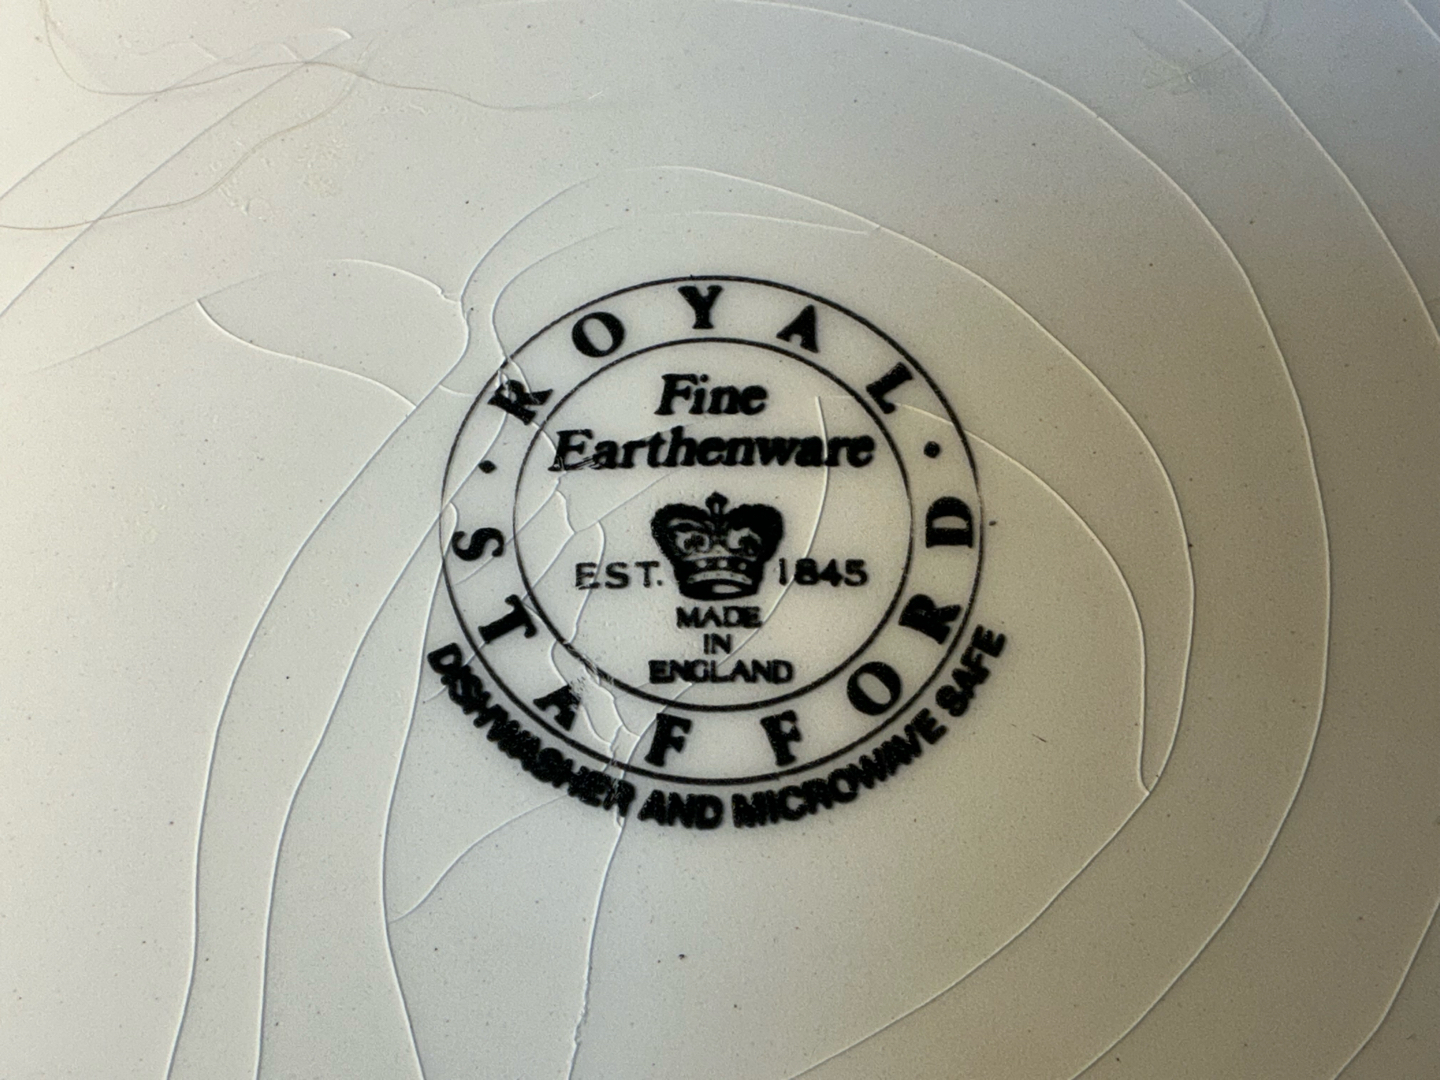 ROYAL
STAFFORD
Fine
Earthenware
EST. 1845
MADE
IN
ENGLAND
DISHWASHER AND MICROWAVE SAFE